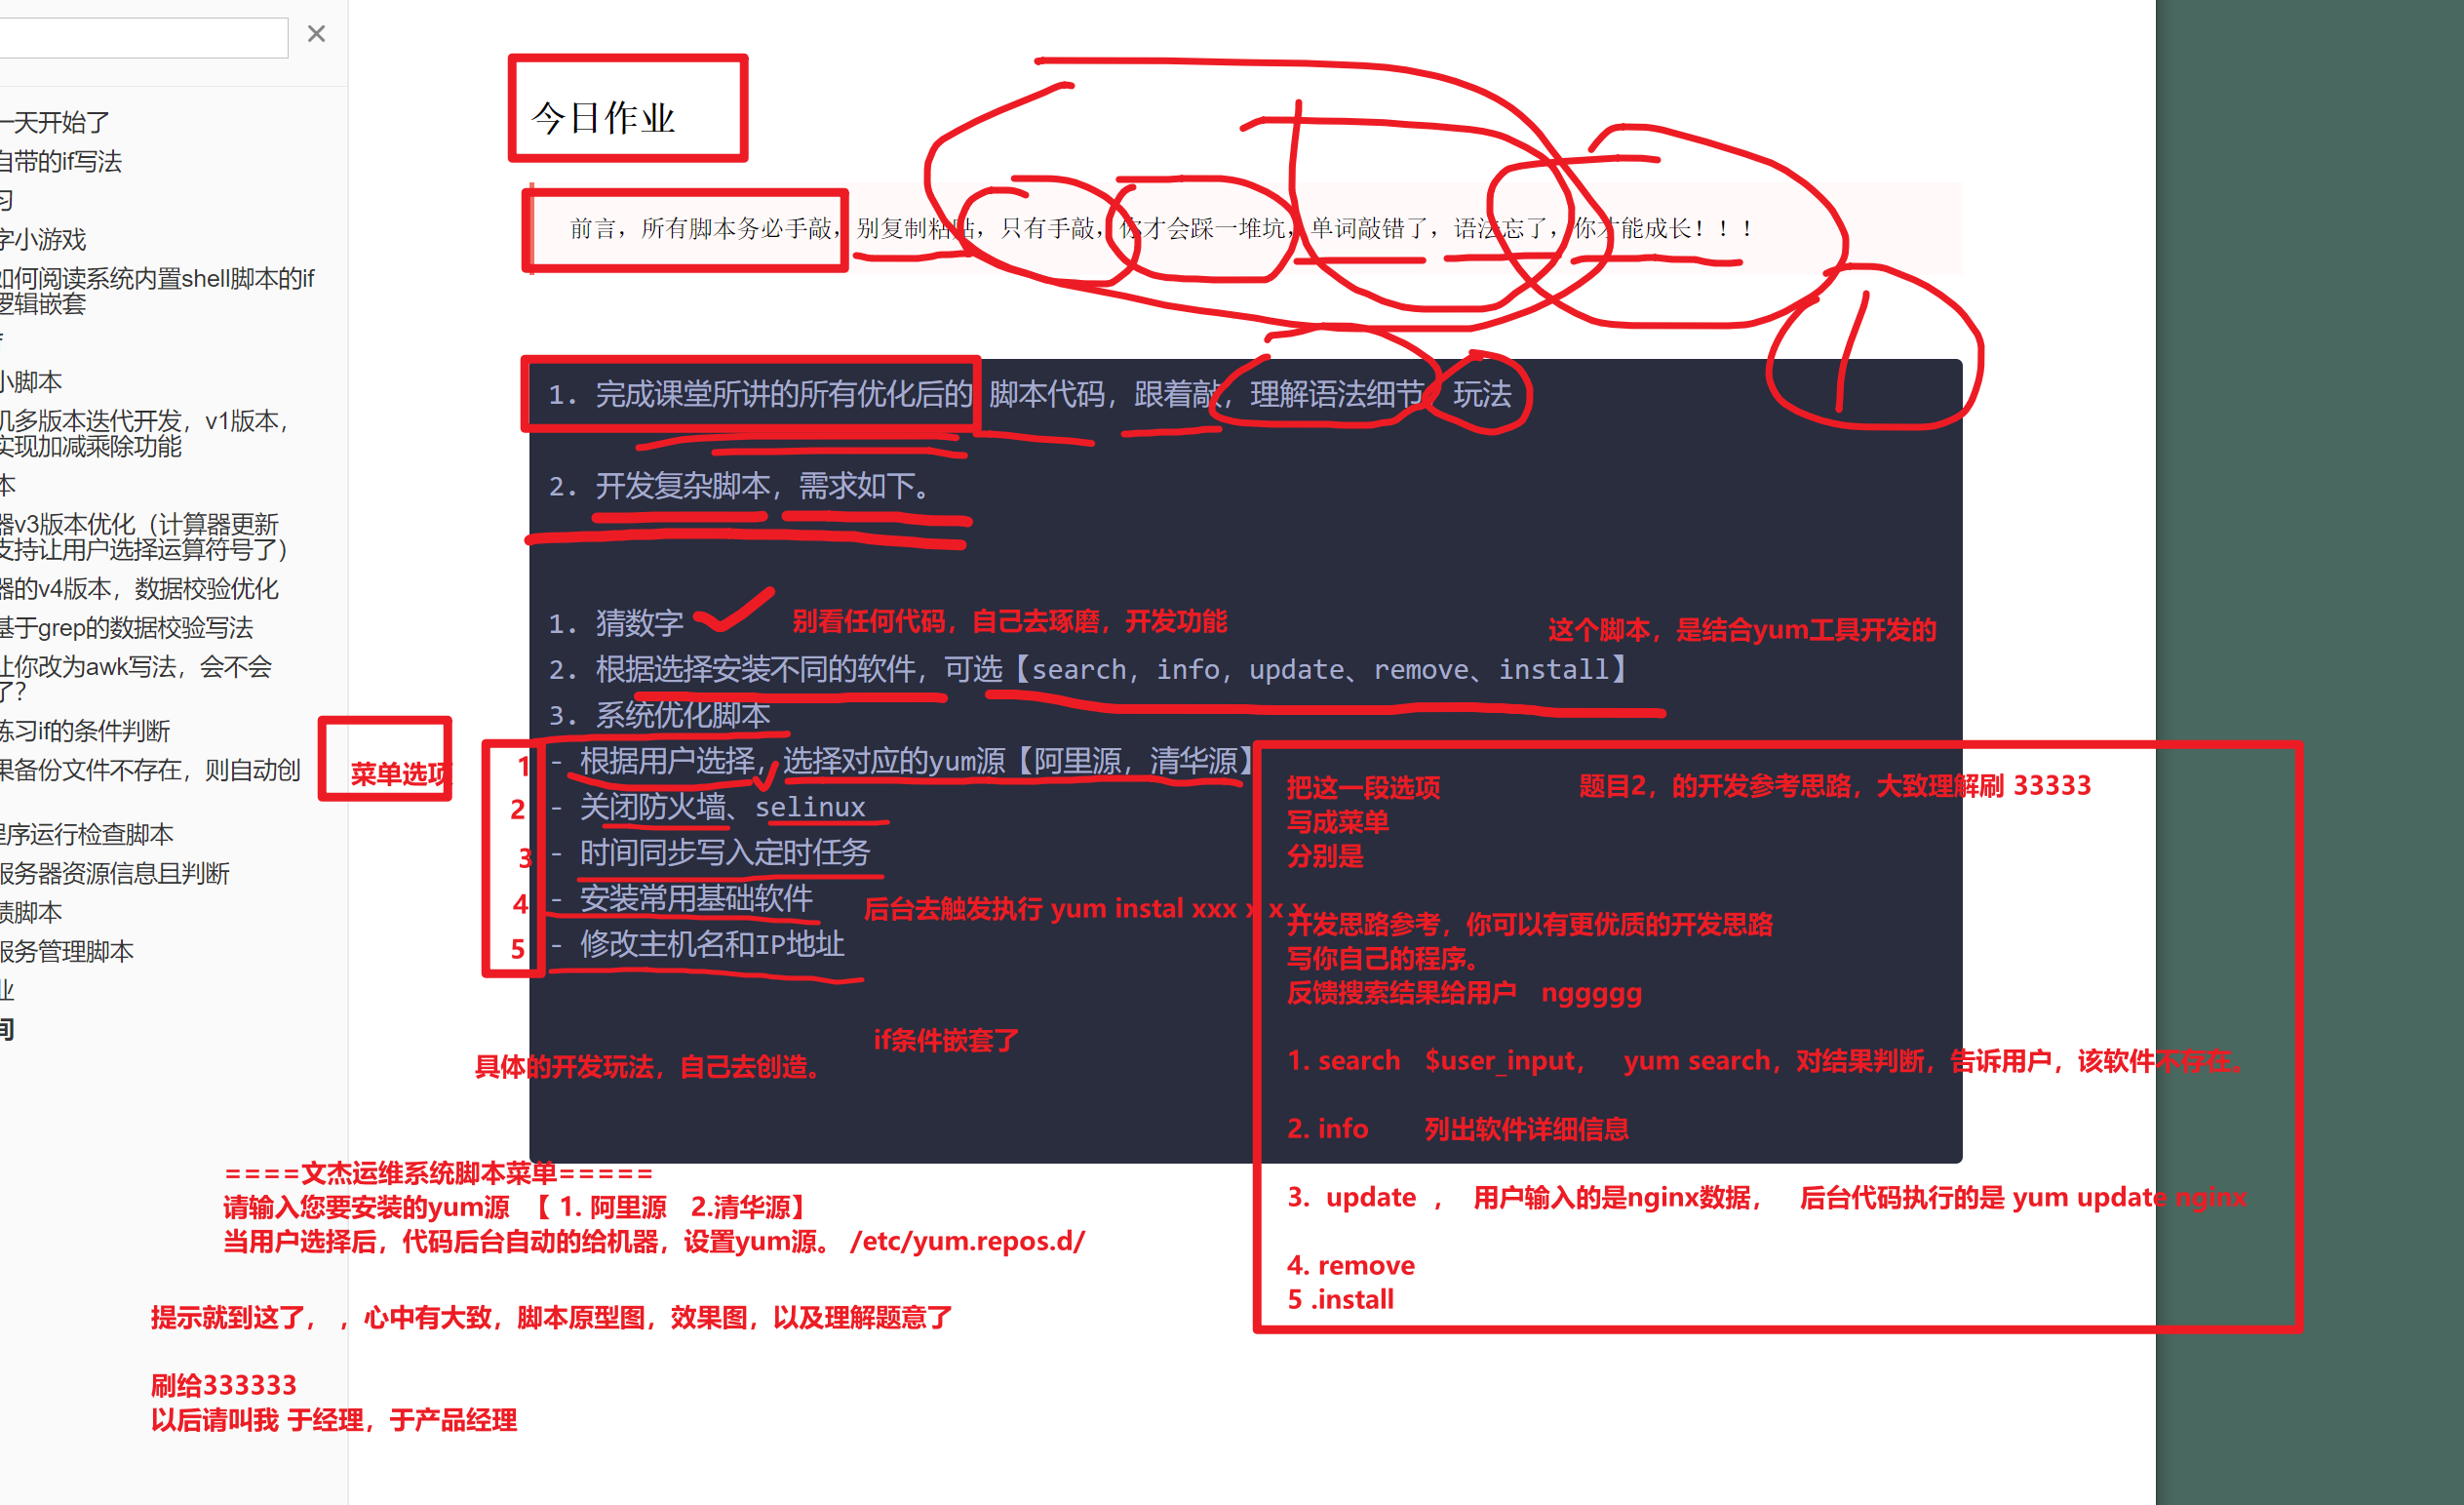 一天开始了
自带的if写法
习
字小游戏
如何阅读系统内置shell脚本的if
逻辑嵌套
小脚本
机多版本迭代开发，v1版本，
实现加减乘除功能
本
器v3版本优化（计算器更新
支持让用户选择运算符号了）
器的v4版本，数据校验优化
基于grep的数据校验写法
让你改为awk写法，会不会
了？
练习if的条件判断
果备份文件不存在，则自动创
程序运行检查脚本
服务器资源信息且判断
绩脚本
服务管理脚本
业
间
今日作业
前言，所有脚本务必手敲，别复制粘贴，只有手敲，你才会踩一堆坑，单词敲错了，语法忘了，你才能成长！！！
1. 完成课堂所讲的所有优化后的 脚本代码，跟着敲，理解语法细节，玩法
2. 开发复杂脚本，需求如下。
1. 猜数字
别看任何代码，自己去琢磨，开发功能
这个脚本，是结合yum工具开发的
2. 根据选择安装不同的软件，可选【search，info，update、remove、install】
3. 系统优化脚本
菜单选项
1 - 根据用户选择，选择对应的yum源【阿里源，清华源】
2 - 关闭防火墙、selinux
3 - 时间同步写入定时任务
4 - 安装常用基础软件
后台去触发执行 yum instal xxx x x x
5 - 修改主机名和IP地址
if条件嵌套了
具体的开发玩法，自己去创造。
把这一段选项
写成菜单
分别是
题目2，的开发参考思路，大致理解刷 33333
开发思路参考，你可以有更优质的开发思路
写你自己的程序。
反馈搜索结果给用户 nggggg
1. search $user_input， yum search，对结果判断，告诉用户，该软件不存在。
2. info 列出软件详细信息
3. update ， 用户输入的是nginx数据， 后台代码执行的是 yum update nginx
4. remove
5 .install
====文杰运维系统脚本菜单=====
请输入您要安装的yum源 【 1. 阿里源 2.清华源】
当用户选择后，代码后台自动的给机器，设置yum源。 /etc/yum.repos.d/
提示就到这了，，心中有大致，脚本原型图，效果图，以及理解题意了
刷给333333
以后请叫我 于经理，于产品经理